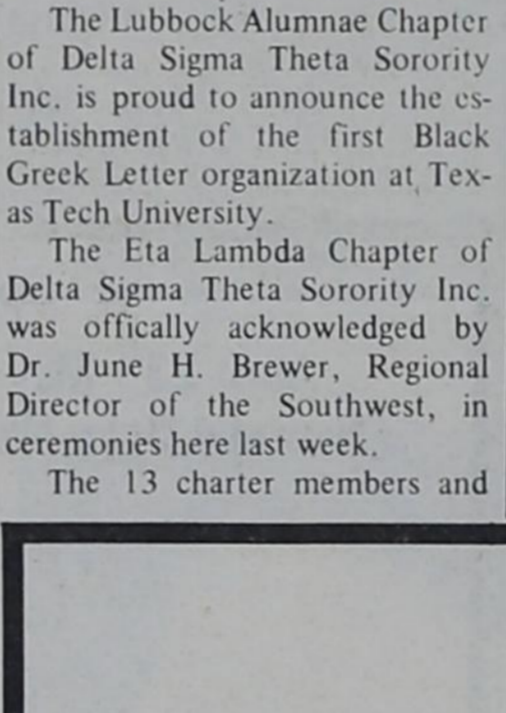 The Lubbock Alumnae Chapter
of Delta Sigma Theta Sorority
Inc. is proud to announce the es-
tablishment of the first Black
Greek Letter organization at Tex-
as Tech University.
The Eta Lambda Chapter of
Delta Sigma Theta Sorority Inc.
was offically acknowledged by
Dr. June H. Brewer, Regional
Director of the Southwest, in
ceremonies here last week.
The 13 charter members and